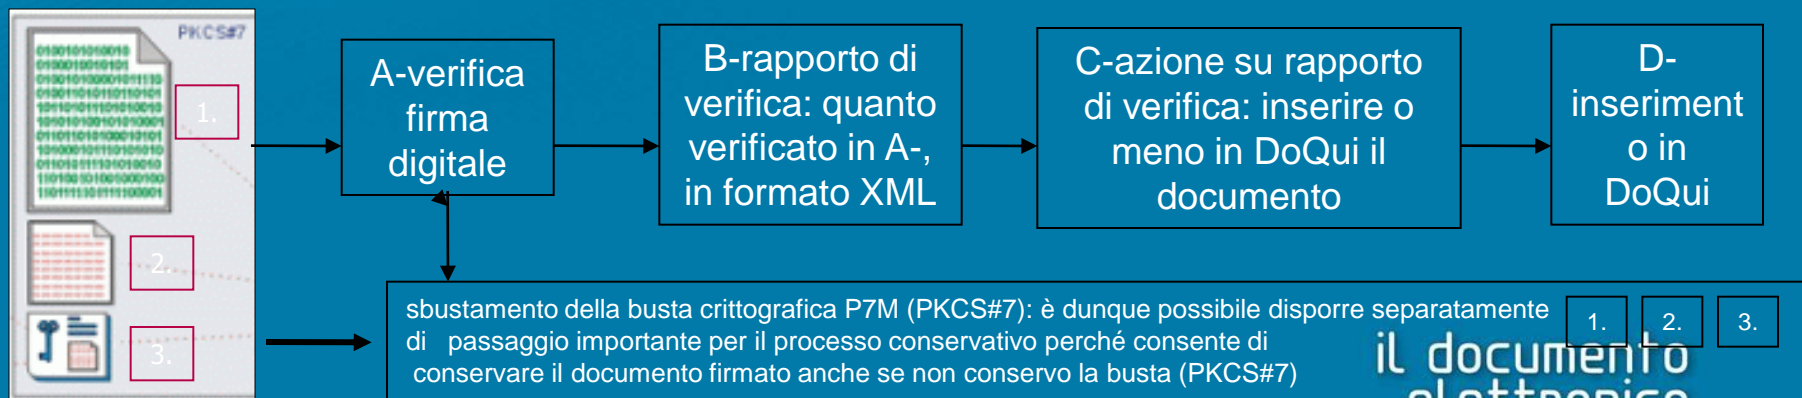 PKCS#7
1.
2.
3.
A-verifica
firma
digitale
B-rapporto di
verifica: quanto
verificato in A-,
in formato XML
C-azione su rapporto
di verifica: inserire o
meno in DoQui il
documento
D-
inseriment
o in
DoQui
sbustamento della busta crittografica P7M (PKCS#7): è dunque possibile disporre separatamente
di passaggio importante per il processo conservativo perché consente di
conservare il documento firmato anche se non conservo la busta (PKCS#7)
1. 2. 3.
il documento
elettronico